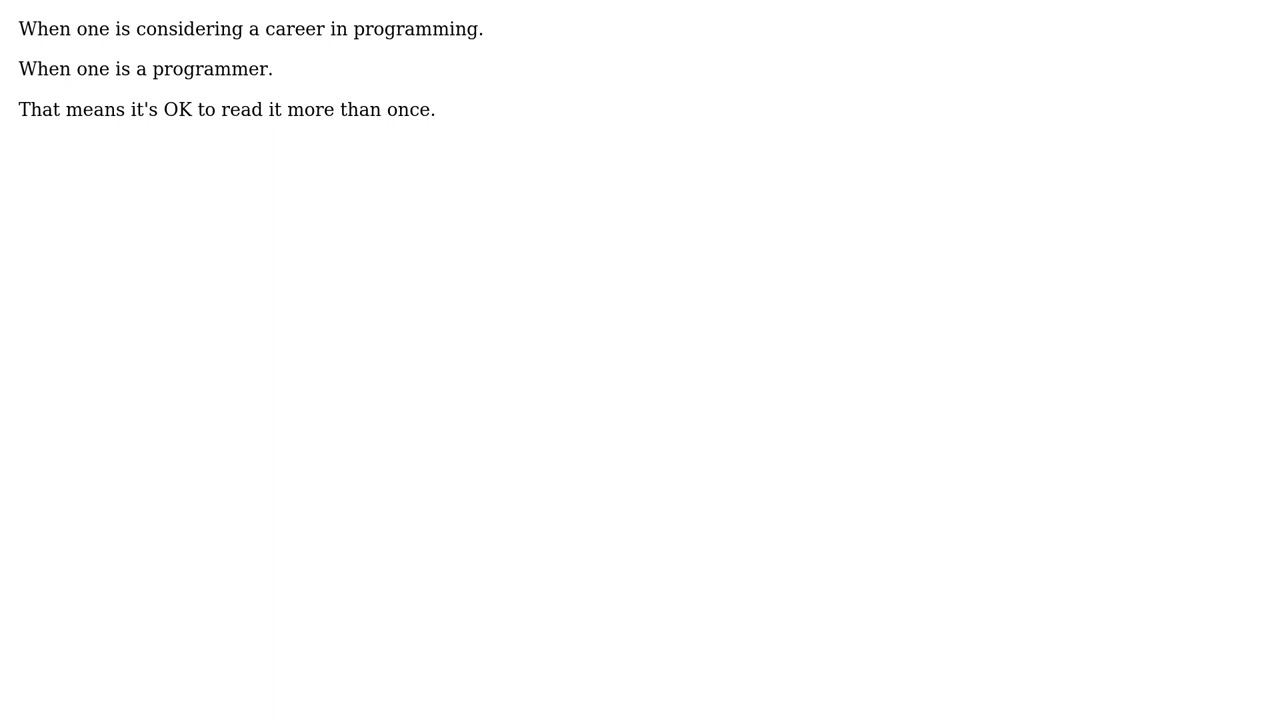 When one is considering a career in programming.
When one is a programmer.
That means it's OK to read it more than once.